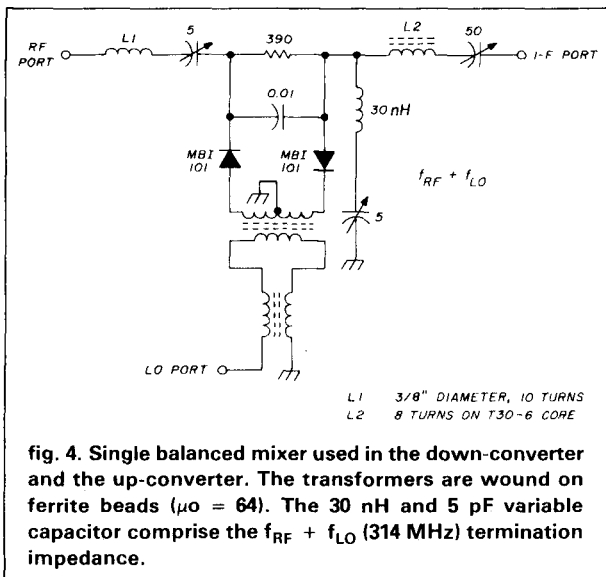 RF
PORT
L1
5
390
L2
50
I-F PORT
0.01
30 nH
MBI
101
MBI
101
fRF + fLO
5
LO PORT
L1 3/8" DIAMETER, 10 TURNS
L2 8 TURNS ON T30-6 CORE
fig. 4. Single balanced mixer used in the down-converter
and the up-converter. The transformers are wound on
ferrite beads (μo = 64). The 30 nH and 5 pF variable
capacitor comprise the fRF + fLO (314 MHz) termination
impedance.